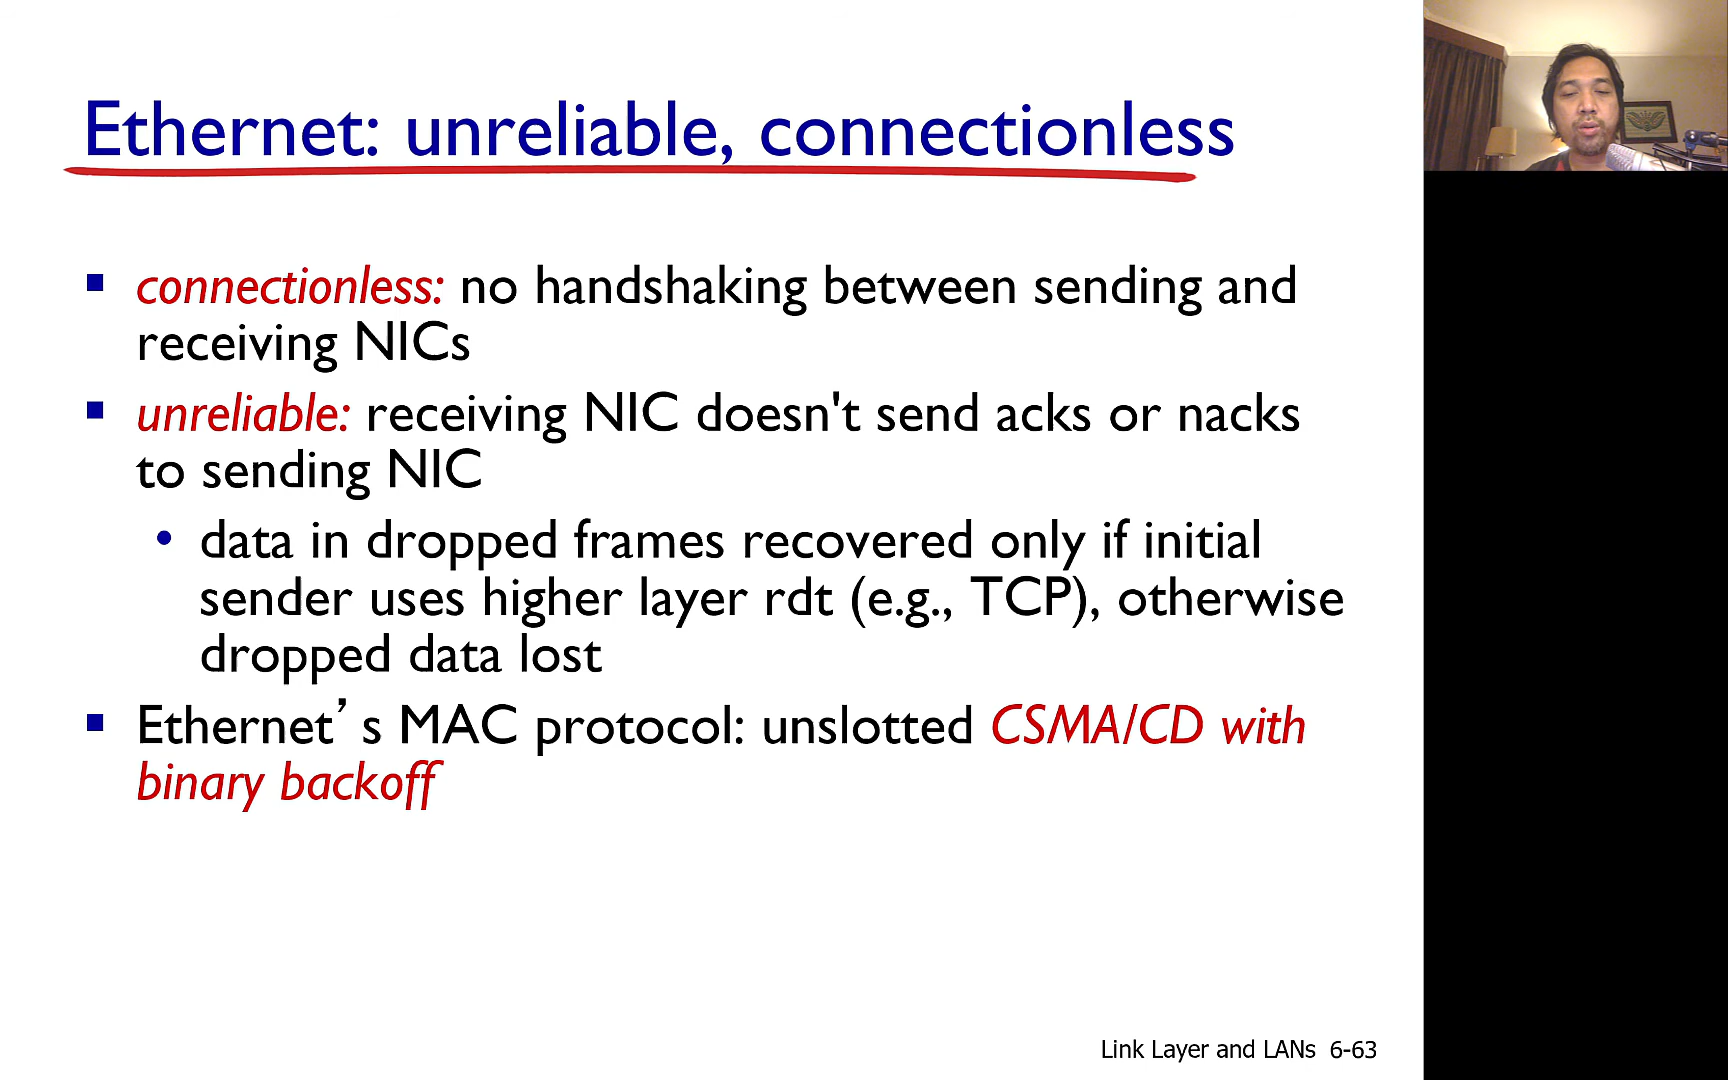 Ethernet: unreliable, connectionless
▪ connectionless: no handshaking between sending and
receiving NICs
▪ unreliable: receiving NIC doesn't send acks or nacks
to sending NIC
• data in dropped frames recovered only if initial
sender uses higher layer rdt (e.g., TCP), otherwise
dropped data lost
▪ Ethernet’s MAC protocol: unslotted CSMA/CD with
binary backoff
Link Layer and LANs 6-63